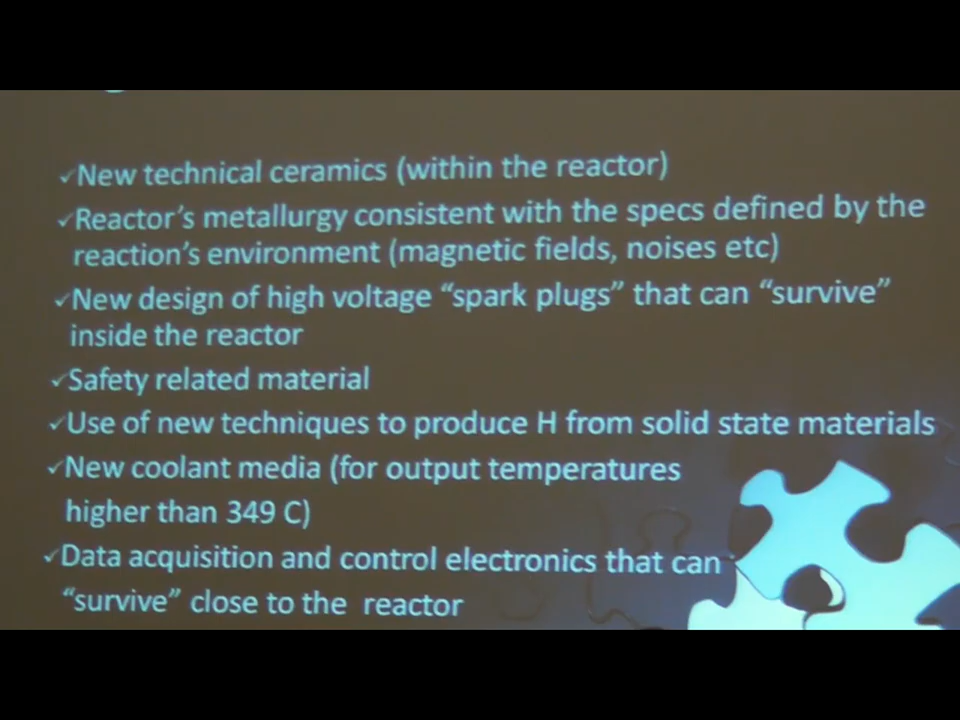 ✓New technical ceramics (within the reactor)
✓Reactor's metallurgy consistent with the specs defined by the
reaction's environment (magnetic fields, noises etc)
✓New design of high voltage “spark plugs” that can “survive”
inside the reactor
✓Safety related material
✓Use of new techniques to produce H from solid state materials
✓New coolant media (for output temperatures
higher than 349 C)
✓Data acquisition and control electronics that can
“survive” close to the reactor